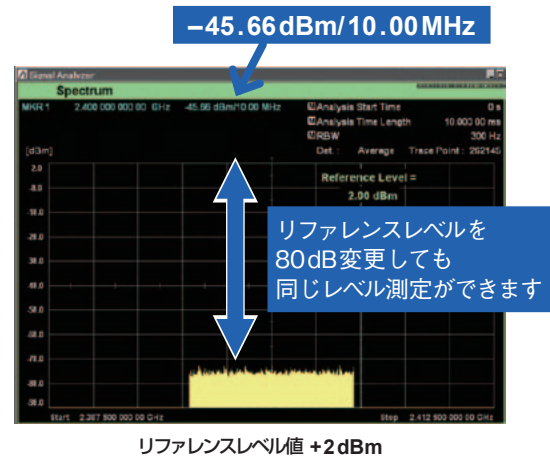 −45.66dBm/10.00MHz
Signal Analyzer
Spectrum
MKR 1 2.400 000 000 00 GHz -45.66 dBm/10.00 MHz
Analysis Start Time 0 s
Analysis Time Length 10.000 00 ms
RBW 300 Hz
Det. : Average Trace Point : 262145
[dBm]
Reference Level =
2.00 dBm
2.0
-8.0
-18.0
-28.0
-38.0
-48.0
-58.0
-68.0
-78.0
-88.0
-98.0
リファレンスレベルを
80dB変更しても
同じレベル測定ができます
Start 2.387 500 000 00 GHz Stop 2.412 500 000 00 GHz
リファレンスレベル値 +2dBm